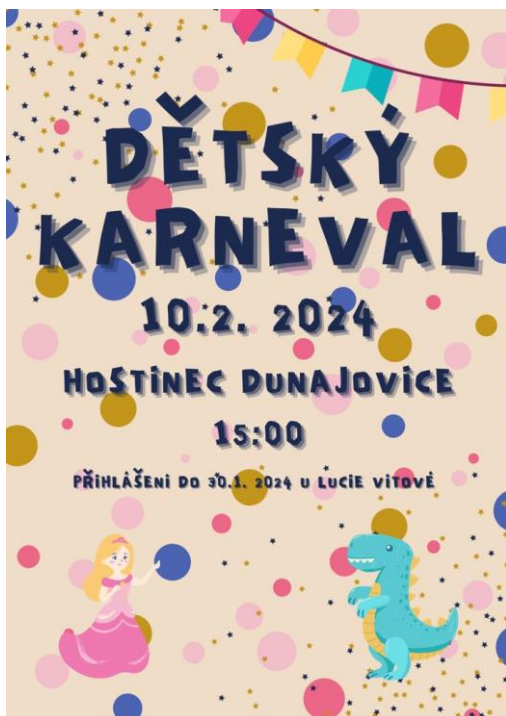 DĚTSKÝ
KARNEVAL
10.2. 2024
HOSTINEC DUNAJOVICE
15:00
PŘIHLÁŠENÍ DO 30.1. 2024 U LUCIE VÍTOVÉ